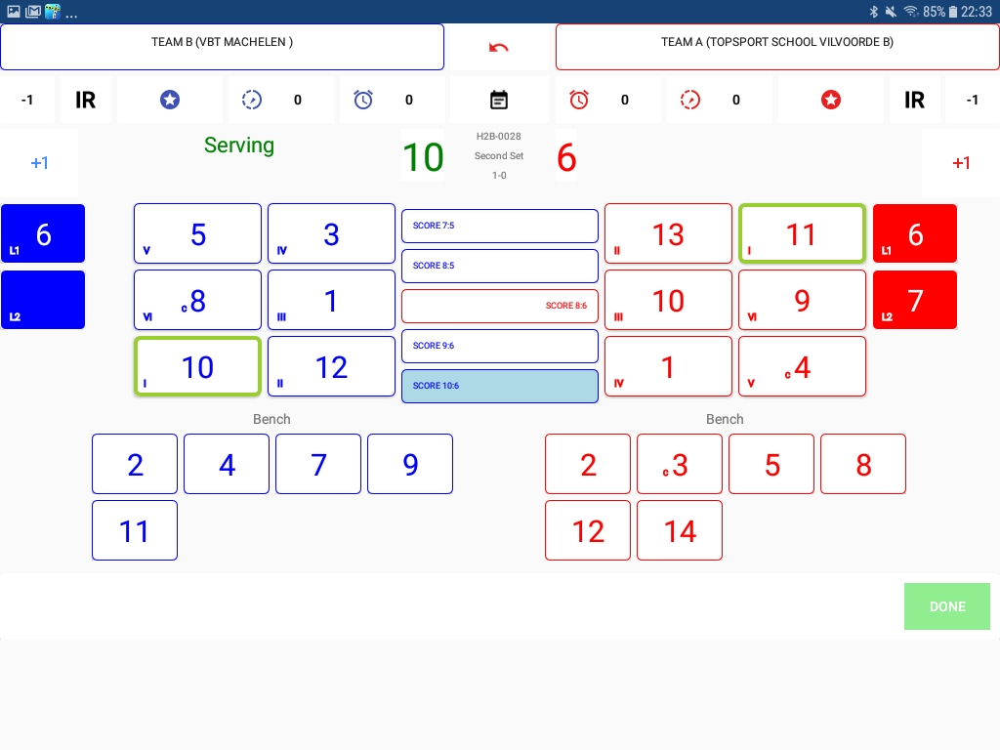 ... 85% 22:33
TEAM B (VBT MACHELEN ) TEAM A (TOPSPORT SCHOOL VILVOORDE B)
-1 IR 0 0 0 0 IR -1
+1 Serving 10 H2B-0028 6 +1
Second Set
1-0
6 L1 5 V 3 IV SCORE 7:5 13 II 11 I 6 L1
SCORE 8:5
L2 c 8 VI 1 III SCORE 8:6 10 III 9 VI 7 L2
SCORE 9:6
10 I 12 II SCORE 10:6 1 IV c 4 V
Bench Bench
2 4 7 9 2 c 3 5 8
11 12 14
DONE